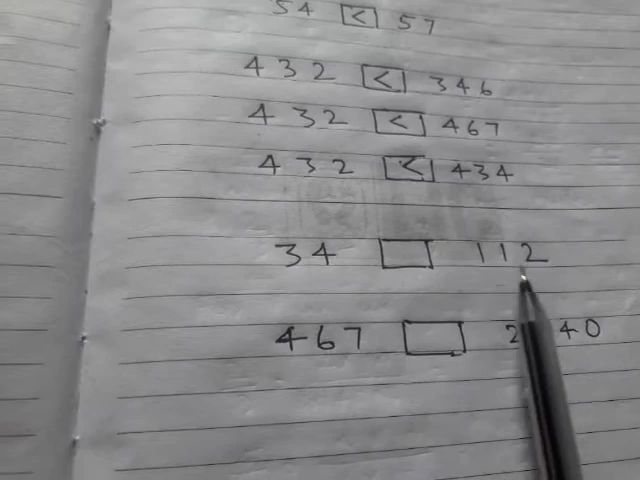 54 < 57
432 < 346
432 < 467
432 < 434
34 112
467 2 40